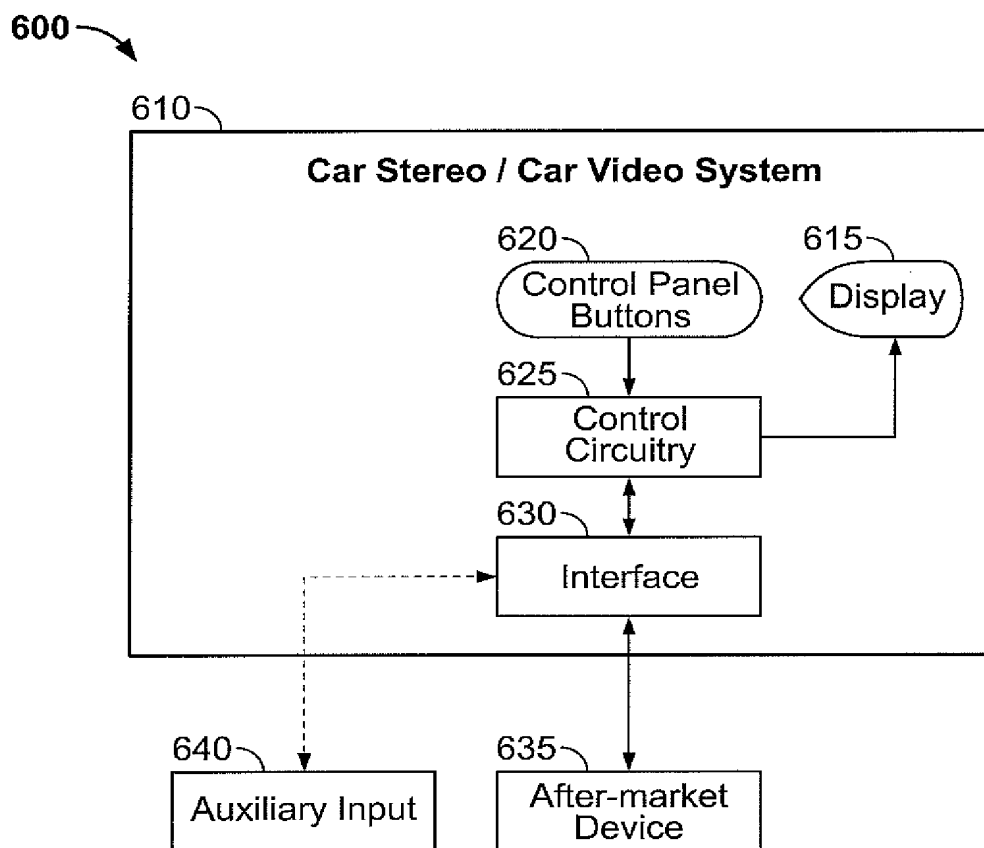 600
610
Car Stereo / Car Video System
620
615
Control Panel
Buttons
Display
625
Control
Circuitry
630
Interface
640
635
Auxiliary Input
After-market
Device